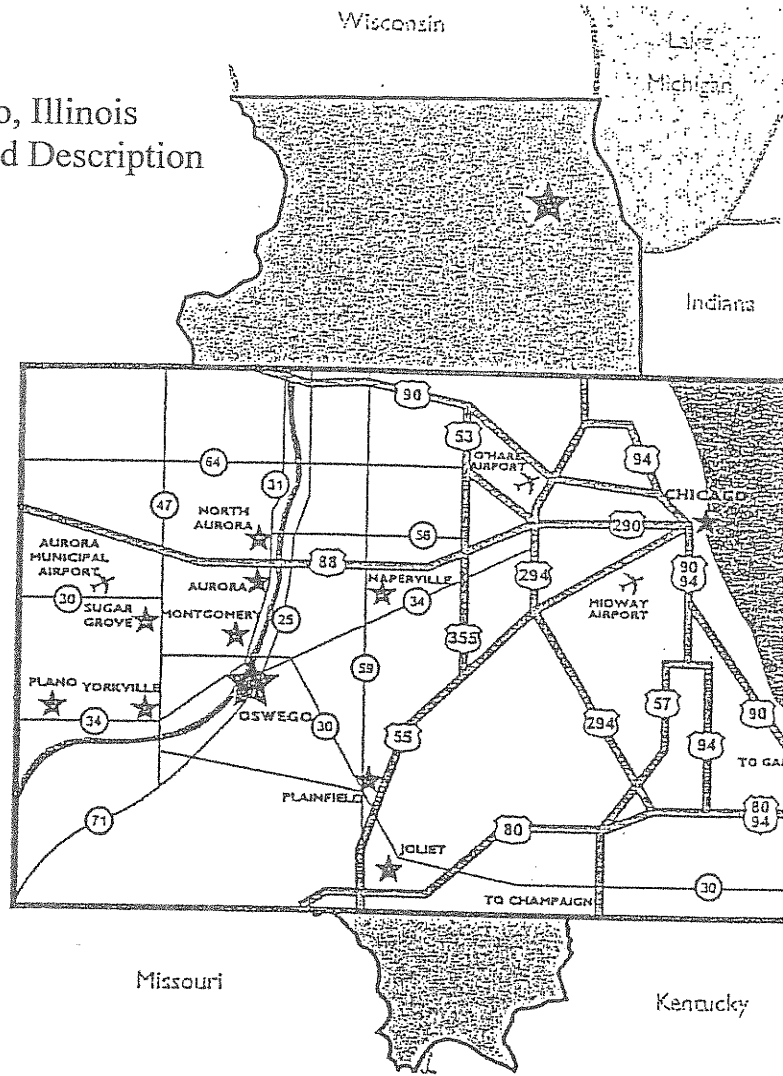 Wisconsin
Lake
Michigan
o, Illinois
d Description
Indiana
90
53
O'HARE
AIRPORT
94
64
31
CHICAGO
47
NORTH
AURORA
56
290
AURORA
MUNICIPAL
AIRPORT
88
294
90
94
AURORA
NAPERVILLE
34
MIDWAY
AIRPORT
30
SUGAR
GROVE
MONTGOMERY
25
355
59
PLANO
YORKVILLE
34
OSWEGO
30
55
294
57
94
90
TO GA
PLAINFIELD
71
80
80
94
JOLIET
TO CHAMPAIGN
30
Missouri
Kentucky